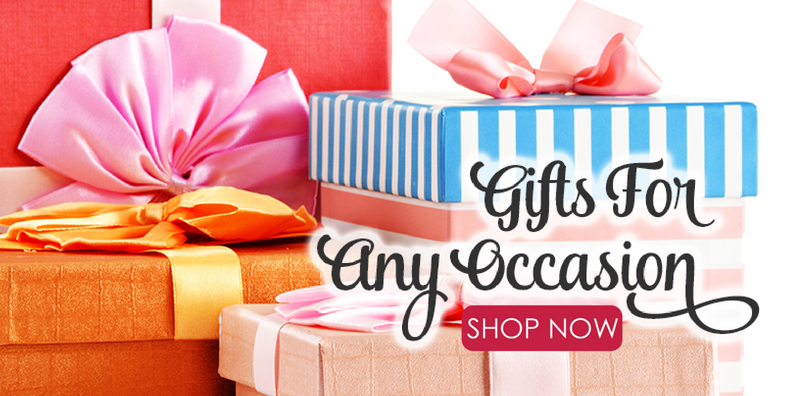 Gifts For
Any Occasion
SHOP NOW